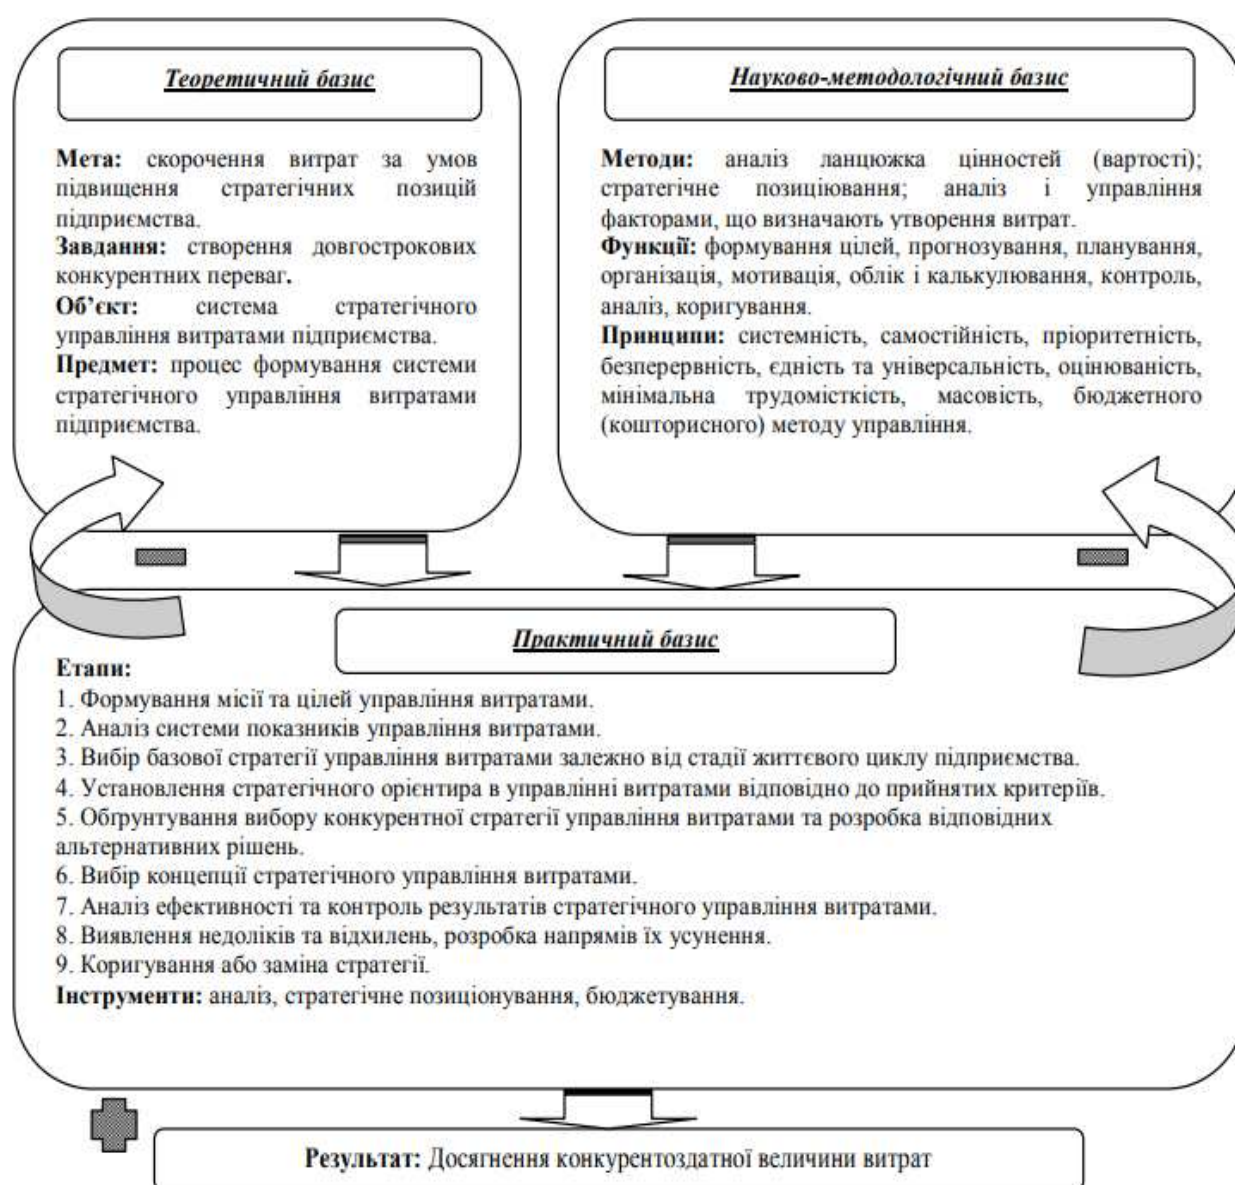 Теоретичний базис
Мета: скорочення витрат за умов
підвищення стратегічних позицій
підприємства.
Завдання: створення довгострокових
конкурентних переваг.
Об’єкт: система стратегічного
управління витратами підприємства.
Предмет: процес формування системи
стратегічного управління витратами
підприємства.
Науково-методологічний базис
Методи: аналіз ланцюжка цінностей (вартості);
стратегічне позиціювання; аналіз і управління
факторами, що визначають утворення витрат.
Функції: формування цілей, прогнозування, планування,
організація, мотивація, облік і калькулювання, контроль,
аналіз, коригування.
Принципи: системність, самостійність, пріоритетність,
безперервність, єдність та універсальність, оцінюваність,
мінімальна трудомісткість, масовість, бюджетного
(кошторисного) методу управління.
Практичний базис
Етапи:
1. Формування місії та цілей управління витратами.
2. Аналіз системи показників управління витратами.
3. Вибір базової стратегії управління витратами залежно від стадії життєвого циклу підприємства.
4. Установлення стратегічного орієнтира в управлінні витратами відповідно до прийнятих критеріїв.
5. Обґрунтування вибору конкурентної стратегії управління витратами та розробка відповідних
альтернативних рішень.
6. Вибір концепції стратегічного управління витратами.
7. Аналіз ефективності та контроль результатів стратегічного управління витратами.
8. Виявлення недоліків та відхилень, розробка напрямів їх усунення.
9. Коригування або заміна стратегії.
Інструменти: аналіз, стратегічне позиціонування, бюджетування.
Результат: Досягнення конкурентоздатної величини витрат